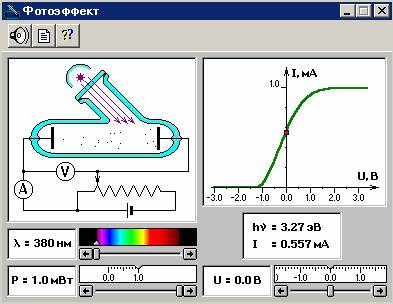 Фотоэффект
??
V
A
I, мА
1.0
U, В
-3.0 -2.0 -1.0 0.0 1.0 2.0 3.0
hν = 3.27 эВ
I = 0.557 мА
λ = 380 нм
P = 1.0 мВт
0.0 1.0
U = 0.0 В
-1.0 0.0 1.0